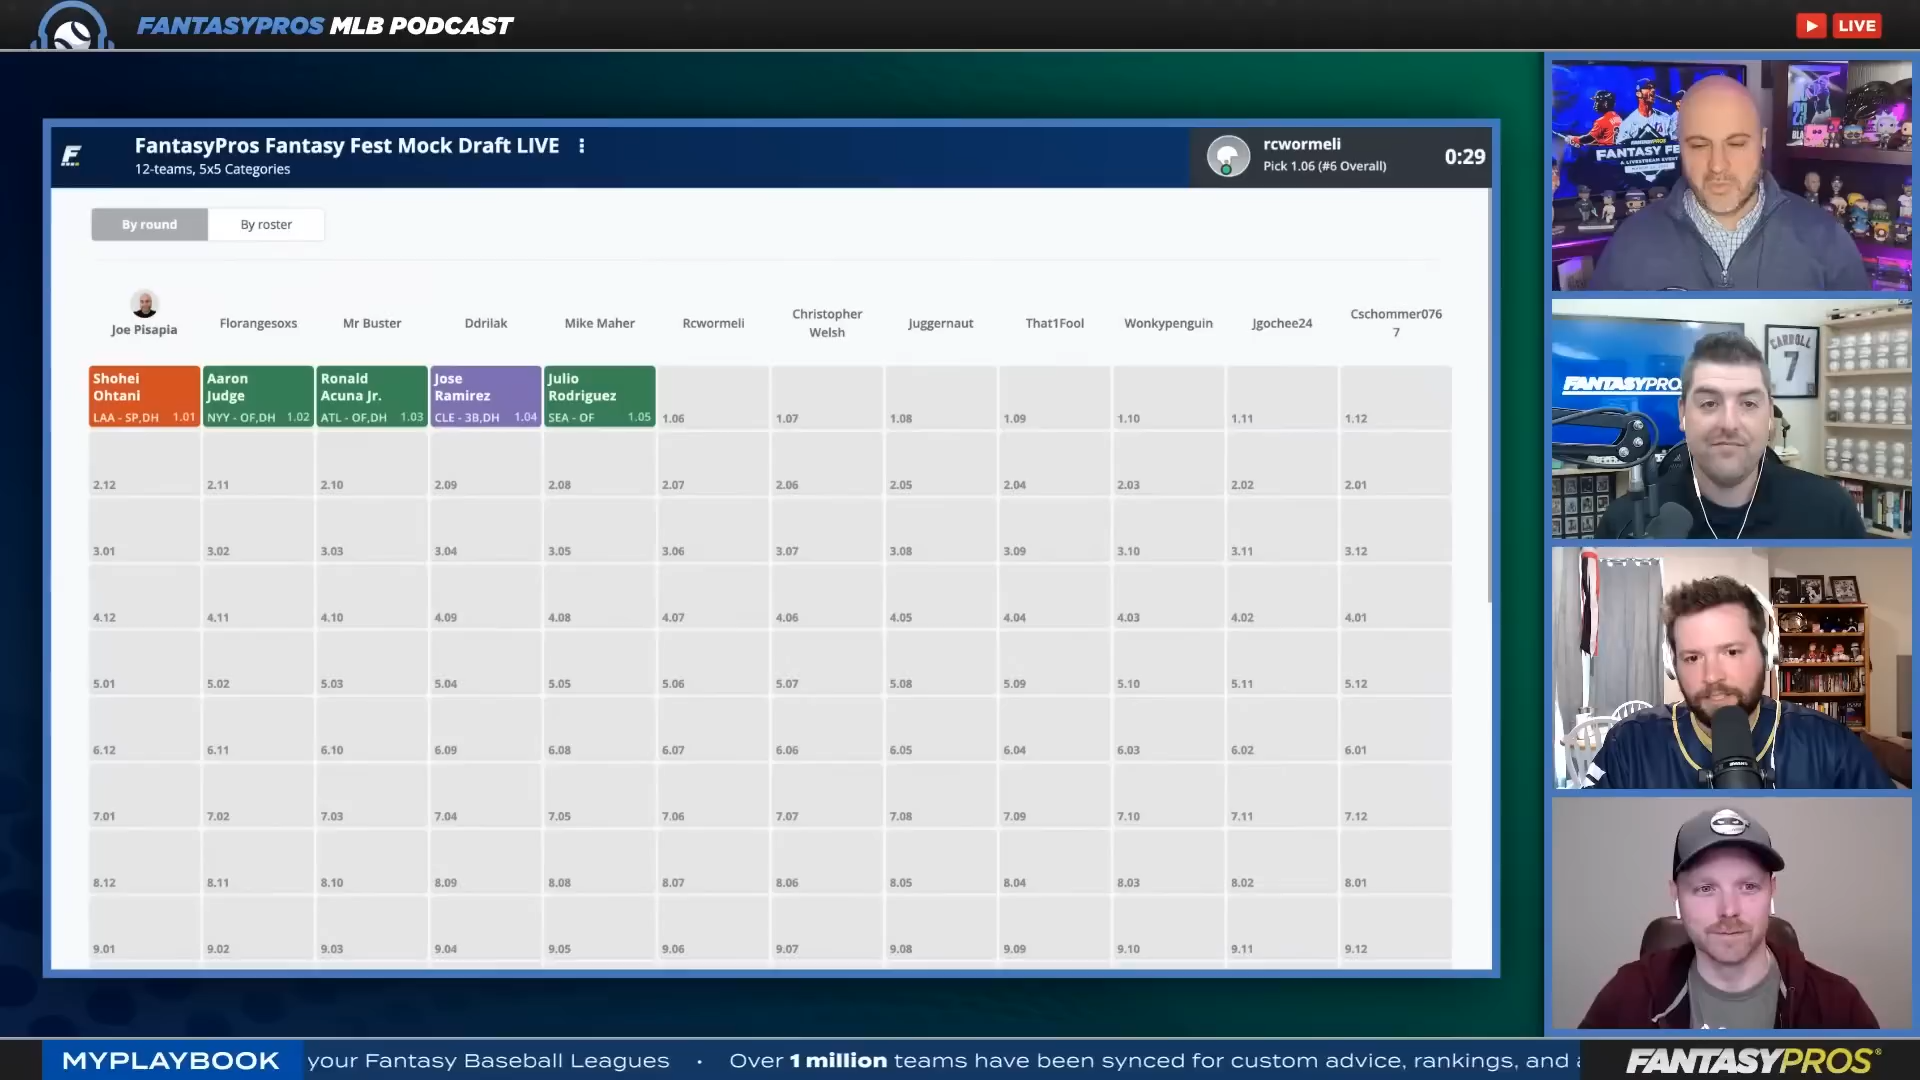 FANTASYPROS MLB PODCAST
LIVE
FantasyPros Fantasy Fest Mock Draft LIVE
12-teams, 5x5 Categories
rcwormeli
Pick 1.06 (#6 Overall)
0:29
By round
By roster
Joe Pisapia
Florangesoxs
Mr Buster
Ddrilak
Mike Maher
Rcwormeli
Christopher
Welsh
Juggernaut
That1Fool
Wonkypenguin
Jgochee24
Cschommer076
7
Shohei
Ohtani
LAA - SP,DH 1.01
Aaron
Judge
NYY - OF,DH 1.02
Ronald
Acuna Jr.
ATL - OF,DH 1.03
Jose
Ramirez
CLE - 3B,DH 1.04
Julio
Rodriguez
SEA - OF 1.05
1.06 1.07 1.08 1.09 1.10 1.11 1.12
2.12 2.11 2.10 2.09 2.08 2.07 2.06 2.05 2.04 2.03 2.02 2.01
3.01 3.02 3.03 3.04 3.05 3.06 3.07 3.08 3.09 3.10 3.11 3.12
4.12 4.11 4.10 4.09 4.08 4.07 4.06 4.05 4.04 4.03 4.02 4.01
5.01 5.02 5.03 5.04 5.05 5.06 5.07 5.08 5.09 5.10 5.11 5.12
6.12 6.11 6.10 6.09 6.08 6.07 6.06 6.05 6.04 6.03 6.02 6.01
7.01 7.02 7.03 7.04 7.05 7.06 7.07 7.08 7.09 7.10 7.11 7.12
8.12 8.11 8.10 8.09 8.08 8.07 8.06 8.05 8.04 8.03 8.02 8.01
9.01 9.02 9.03 9.04 9.05 9.06 9.07 9.08 9.09 9.10 9.11 9.12
FANTASY FE
CARROLL
7
FANTASYPRO
MYPLAYBOOK
your Fantasy Baseball Leagues • Over 1 million teams have been synced for custom advice, rankings, and a
FANTASYPROS